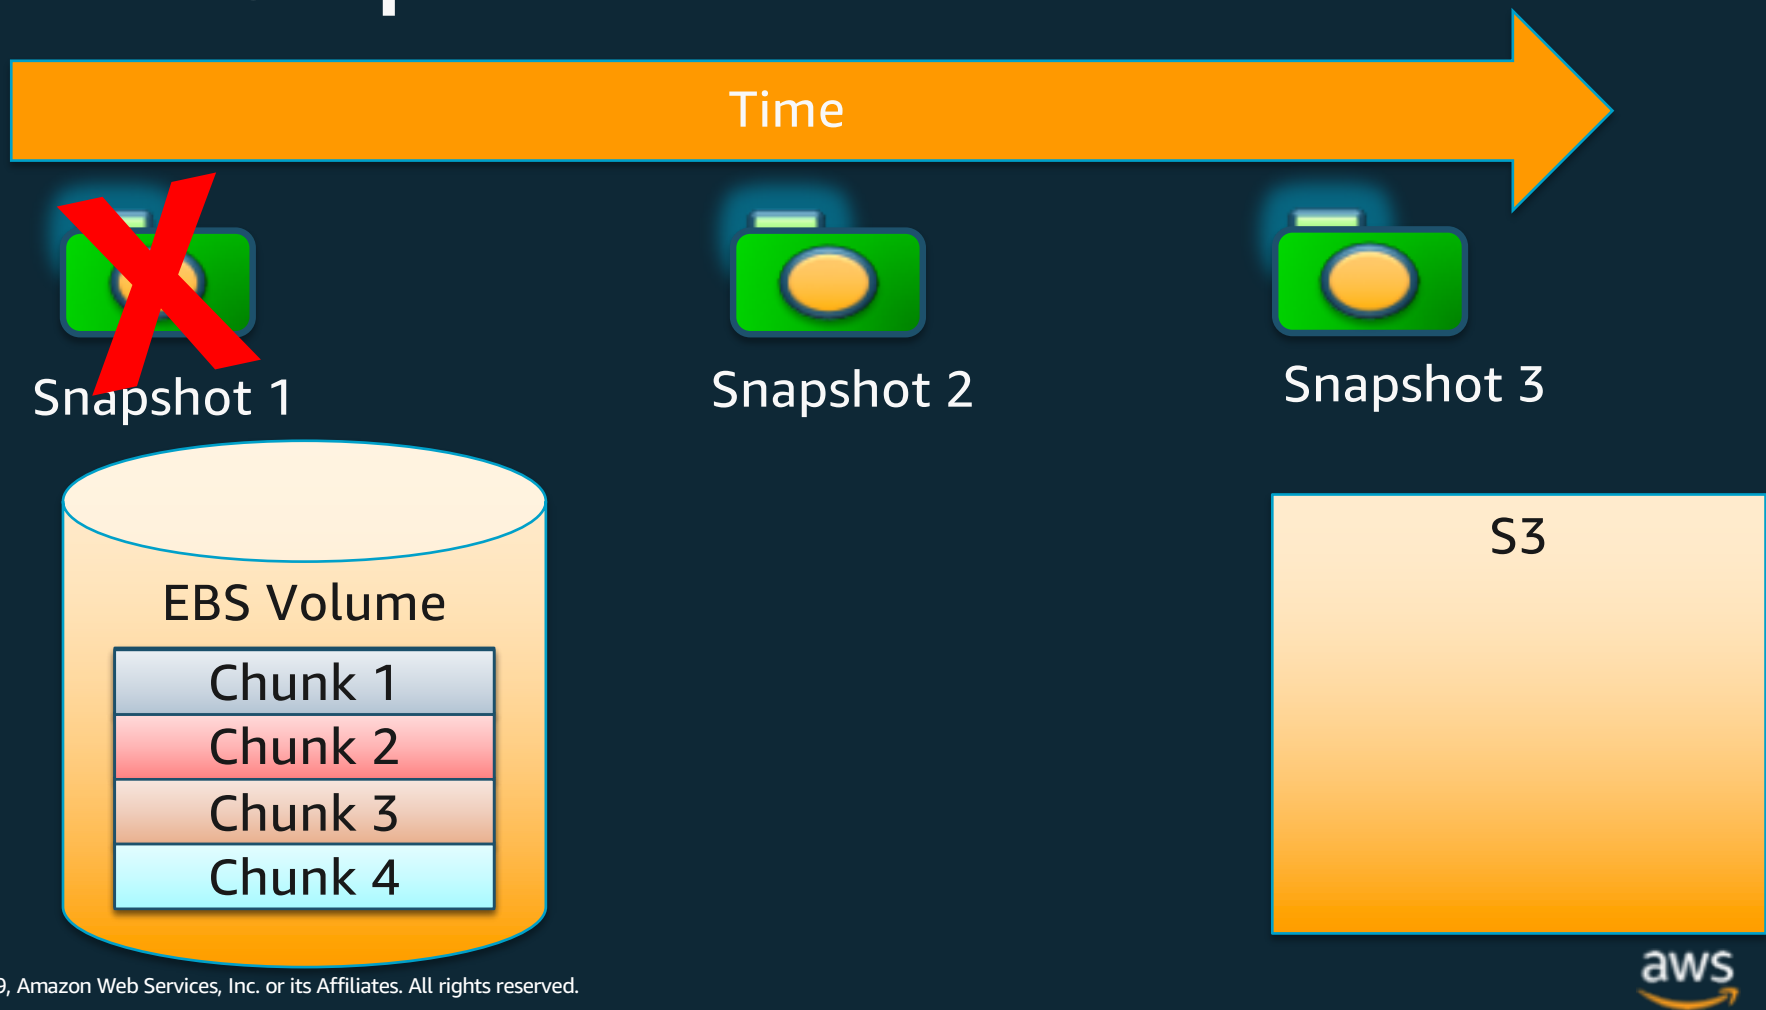 Time
Snapshot 1
Snapshot 2
Snapshot 3
EBS Volume
Chunk 1
Chunk 2
Chunk 3
Chunk 4
S3
9, Amazon Web Services, Inc. or its Affiliates. All rights reserved.
aws